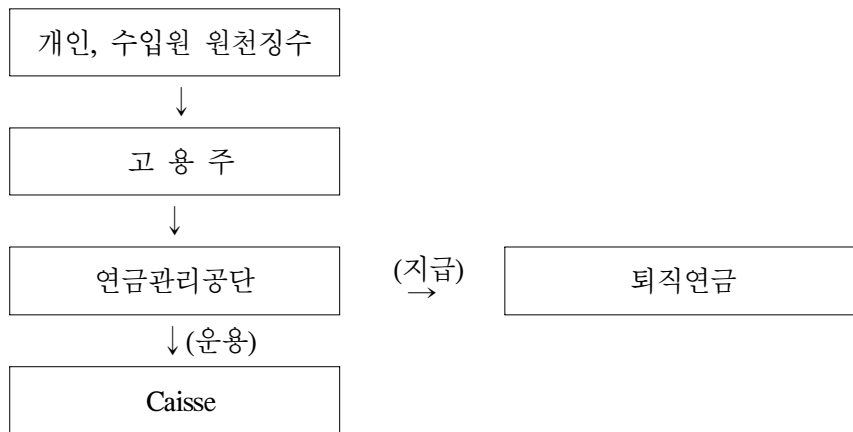 개인, 수입원 원천징수
↓
고 용 주
↓
연금관리공단 (지급) → 퇴직연금
↓ (운용)
Caisse